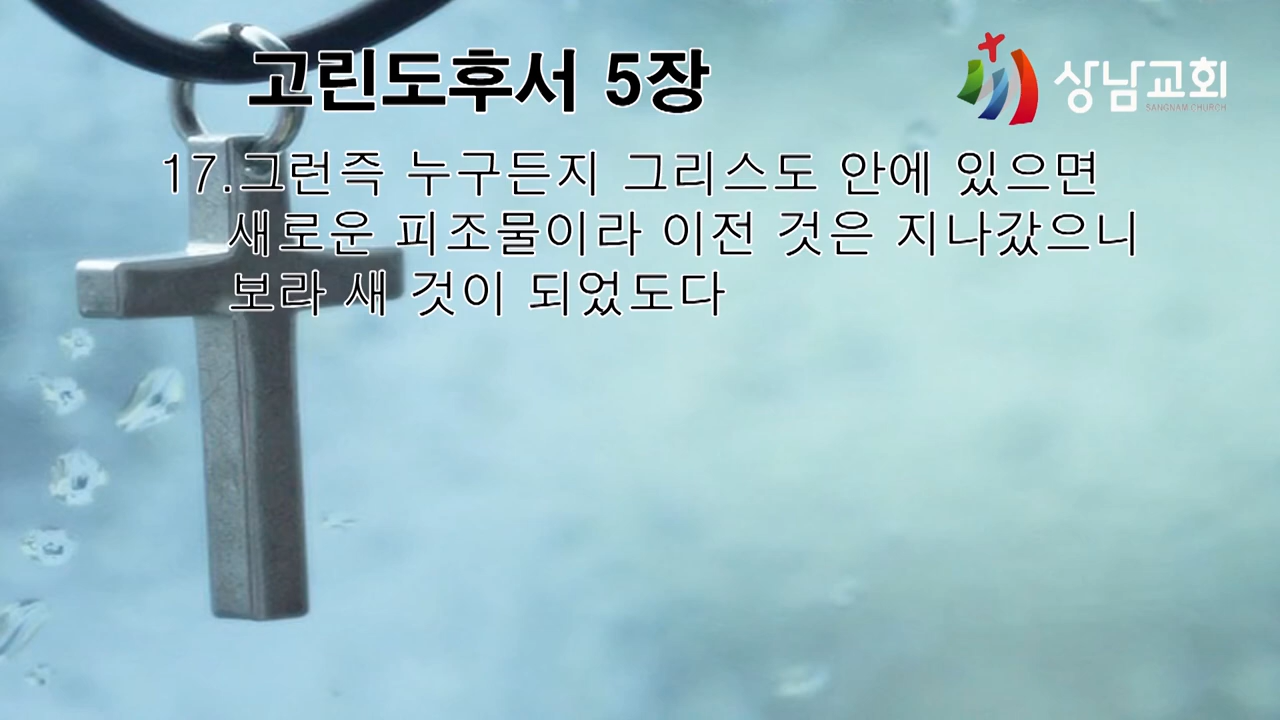 고린도후서 5장
상남교회
SANGNAM CHURCH
17.그런즉 누구든지 그리스도 안에 있으면
새로운 피조물이라 이전 것은 지나갔으니
보라 새 것이 되었도다